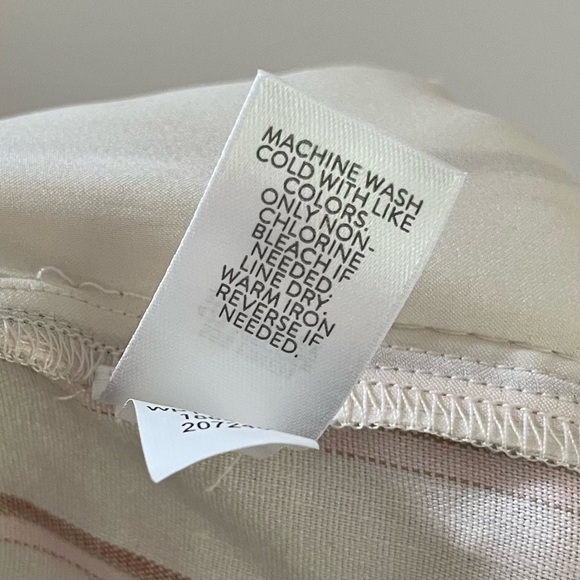 MACHINE WASH
COLD WITH LIKE
COLORS.
ONLY NON-
CHLORINE
BLEACH IF
NEEDED
LINE DRY.
WARM IRON
REVERSE IF
NEEDED.